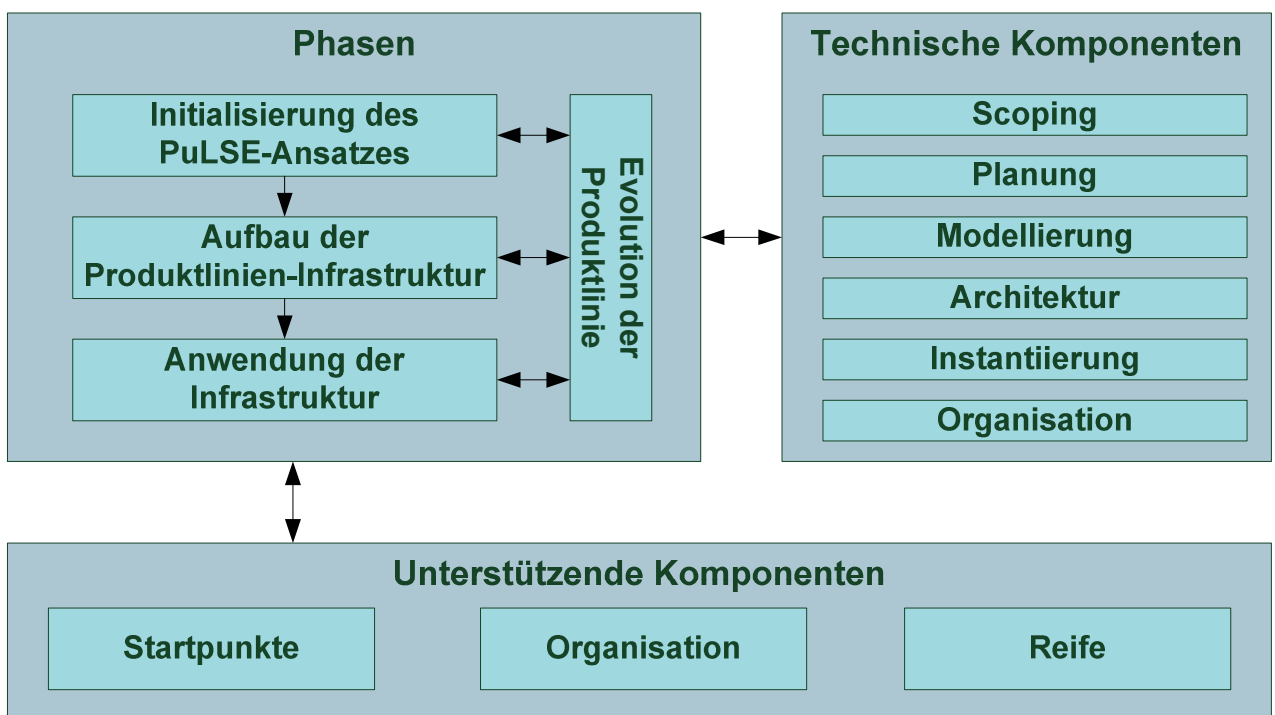 Phasen
Initialisierung des
PuLSE-Ansatzes
Aufbau der
Produktlinien-Infrastruktur
Anwendung der
Infrastruktur
Evolution der
Produktlinie
Technische Komponenten
Scoping
Planung
Modellierung
Architektur
Instantiierung
Organisation
Unterstützende Komponenten
Startpunkte
Organisation
Reife